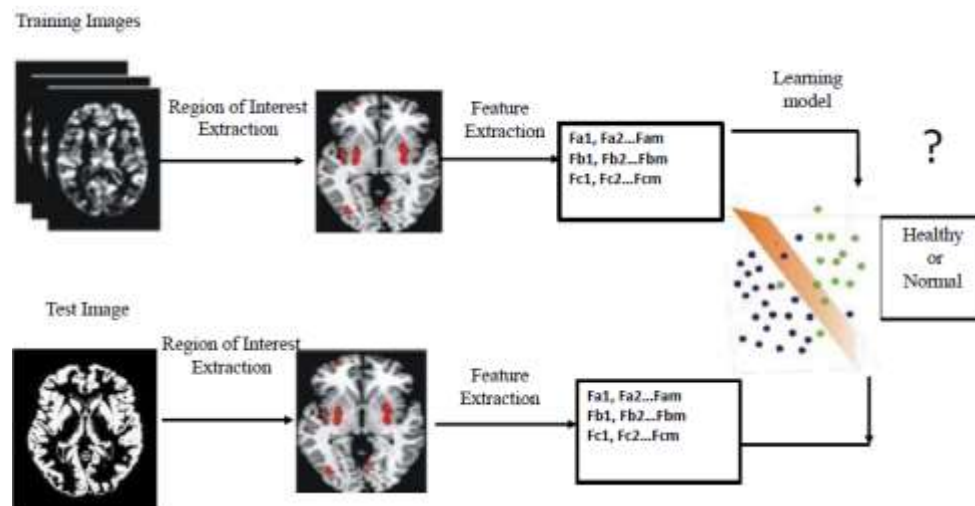 Training Images
Region of Interest
Extraction
Feature
Extraction
Fa1, Fa2...Fam
Fb1, Fb2...Fbm
Fc1, Fc2...Fcm
Learning
model
?
Healthy
or
Normal
Test Image
Region of Interest
Extraction
Feature
Extraction
Fa1, Fa2...Fam
Fb1, Fb2...Fbm
Fc1, Fc2...Fcm